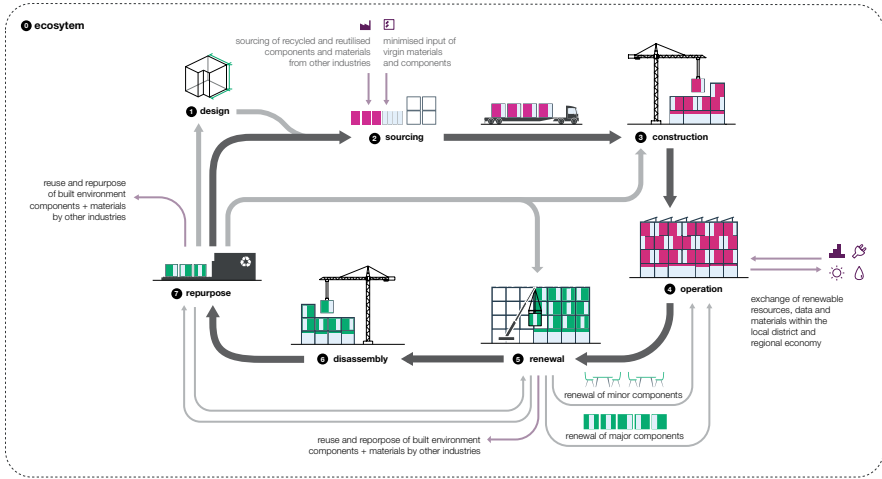 0 ecosytem
sourcing of recycled and reutilised
components and materials
from other industries
minimised input of
virgin materials
and components
1 design
2 sourcing
3 construction
reuse and repurpose
of built environment
components + materials
by other industries
7 repurpose
4 operation
exchange of renewable
resources, data and
materials within the
local district and
regional economy
6 disassembly
5 renewal
renewal of minor components
renewal of major components
reuse and reporpose of built environment
components + materials by other industries